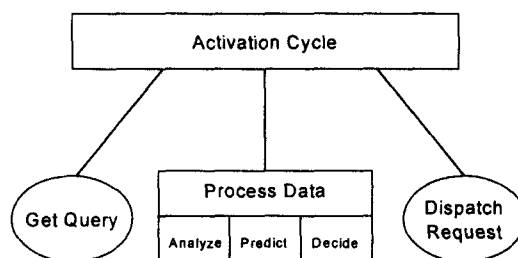 Activation Cycle
Get Query
Process Data
Analyze Predict Decide
Dispatch
Request